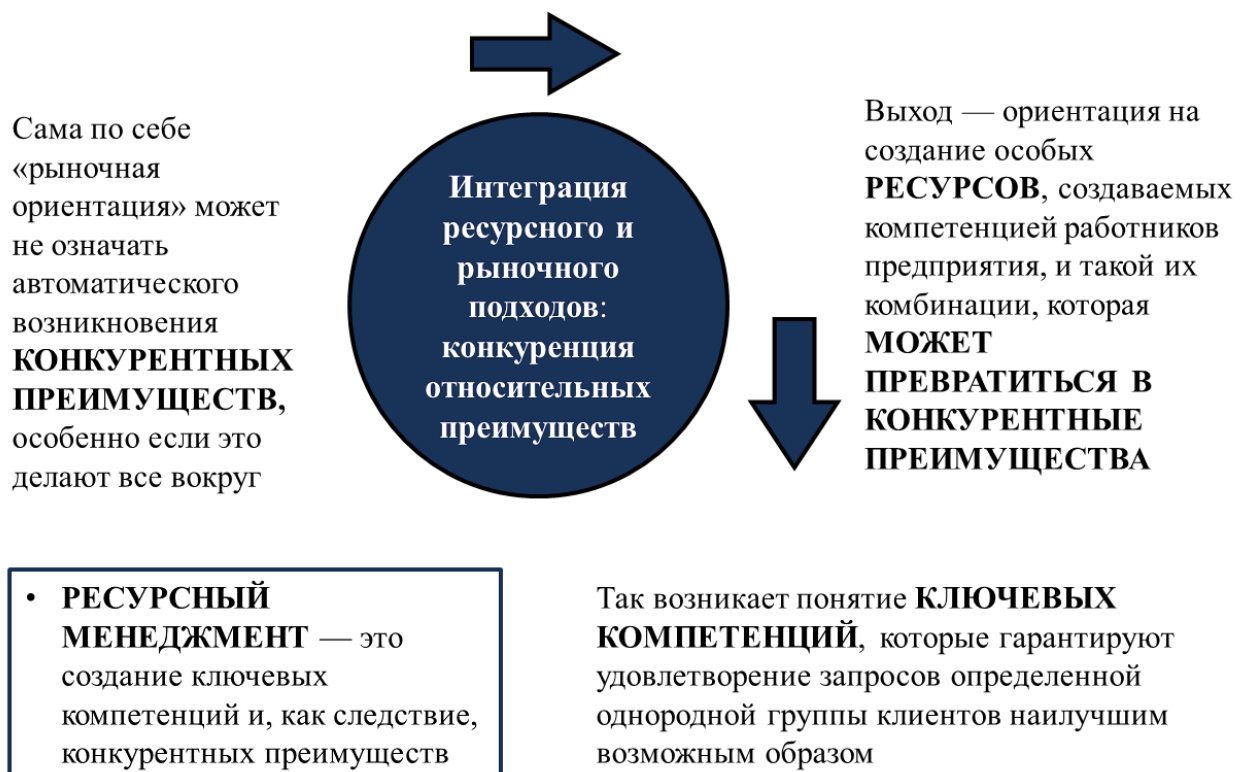 Сама по себе
«рыночная
ориентация» может
не означать
автоматического
возникновения
КОНКУРЕНТНЫХ
ПРЕИМУЩЕСТВ,
особенно если это
делают все вокруг
Интеграция
ресурсного и
рыночного
подходов:
конкуренция
относительных
преимуществ
Выход — ориентация на
создание особых
РЕСУРСОВ, создаваемых
компетенцией работников
предприятия, и такой их
комбинации, которая
МОЖЕТ
ПРЕВРАТИТЬСЯ В
КОНКУРЕНТНЫЕ
ПРЕИМУЩЕСТВА
• РЕСУРСНЫЙ
МЕНЕДЖМЕНТ — это
создание ключевых
компетенций и, как следствие,
конкурентных преимуществ
Так возникает понятие КЛЮЧЕВЫХ
КОМПЕТЕНЦИЙ, которые гарантируют
удовлетворение запросов определенной
однородной группы клиентов наилучшим
возможным образом